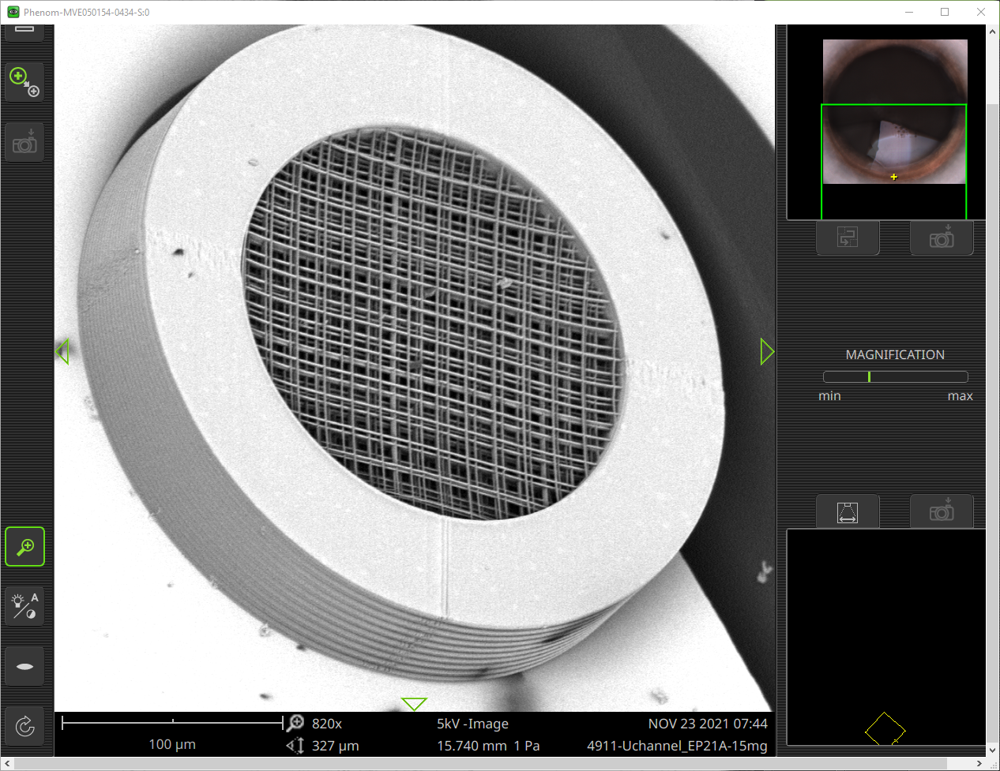 Phenom-MVE050154-0434-S:0
MAGNIFICATION
min max
A
820x 5kV - Image NOV 23 2021 07:44
100 µm 327 µm 15.740 mm 1 Pa 4911-Uchannel_EP21A-15mg